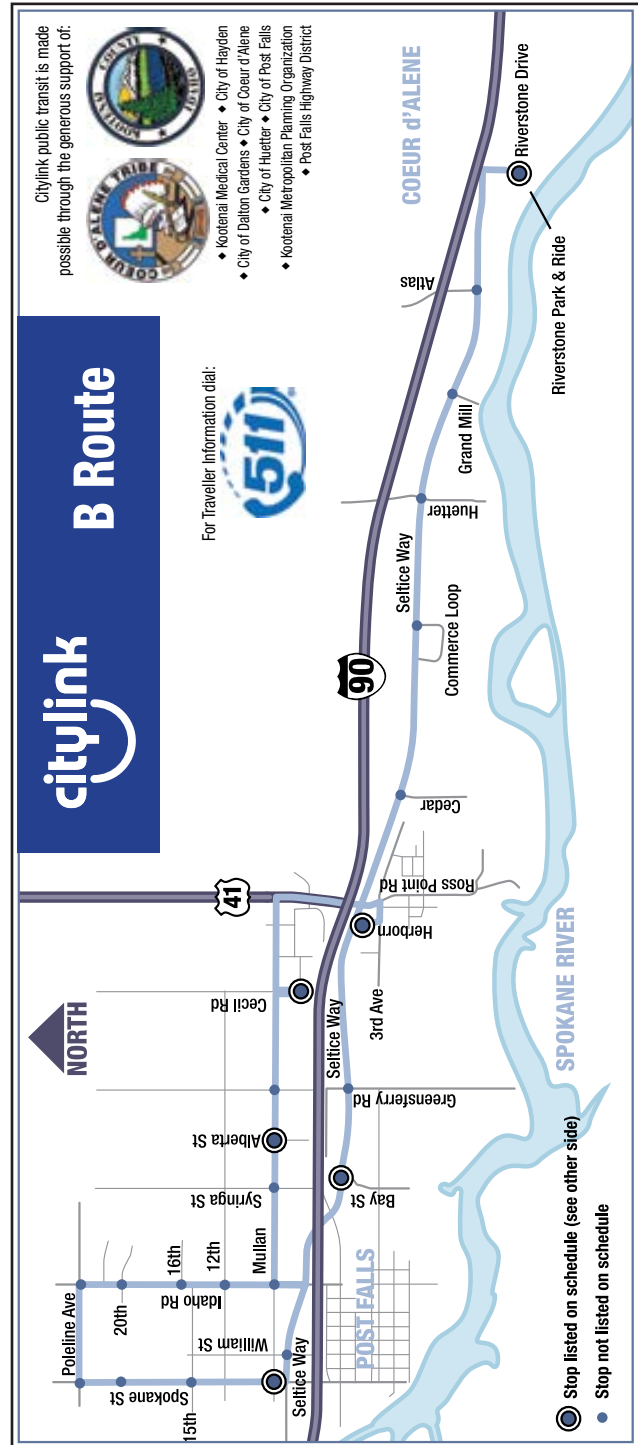 citylink
B Route
Citylink public transit is made
possible through the generous support of:
COEUR D'ALENE TRIBE
KOOTENAI COUNTY IDAHO
◆ Kootenai Medical Center ◆ City of Hayden
◆ City of Dalton Gardens ◆ City of Coeur d'Alene
◆ City of Huetter ◆ City of Post Falls
◆ Kootenai Metropolitan Planning Organization
◆ Post Falls Highway District
For Traveller Information dial:
511
NORTH
41
90
COEUR d'ALENE
Poleline Ave
20th
16th
12th
Idaho Rd
Mullan
Spokane St
15th
William St
Seltice Way
Syringa St
Alberta St
Cecil Rd
POST FALLS
Bay St
Greensferry Rd
Seltice Way
3rd Ave
Herborn
Ross Point Rd
Cedar
Commerce Loop
Seltice Way
Huetter
Grand Mill
Atlas
Riverstone Drive
Riverstone Park & Ride
SPOKANE RIVER
Stop listed on schedule (see other side)
Stop not listed on schedule